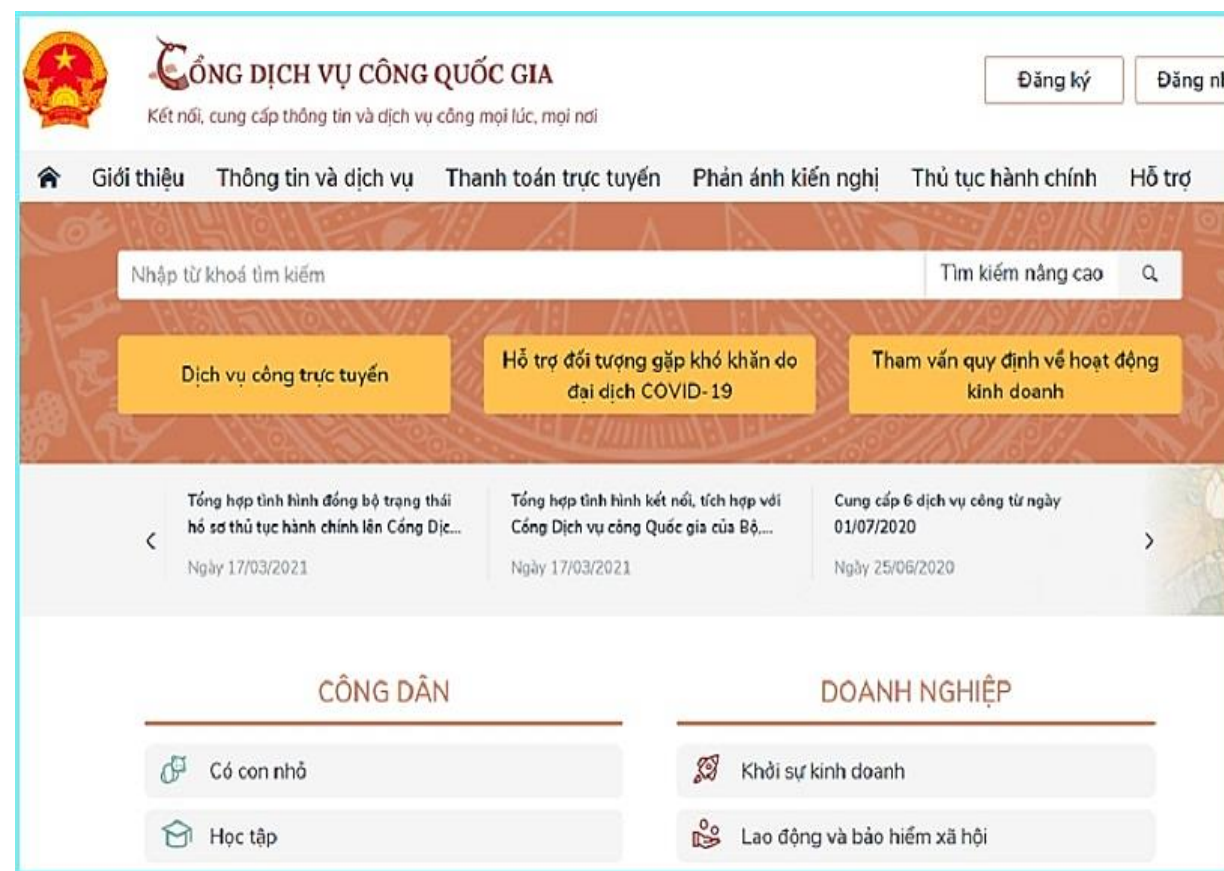 CỔNG DỊCH VỤ CÔNG QUỐC GIA
Kết nối, cung cấp thông tin và dịch vụ công mọi lúc, mọi nơi
Đăng ký
Đăng nh
Giới thiệu
Thông tin và dịch vụ
Thanh toán trực tuyến
Phản ánh kiến nghị
Thủ tục hành chính
Hỗ trợ
Nhập từ khoá tìm kiếm
Tìm kiếm nâng cao
Dịch vụ công trực tuyến
Hỗ trợ đối tượng gặp khó khăn do
đại dịch COVID-19
Tham vấn quy định về hoạt động
kinh doanh
Tổng hợp tình hình đồng bộ trạng thái
hồ sơ thủ tục hành chính lên Cổng Dịc...
Ngày 17/03/2021
Tổng hợp tình hình kết nối, tích hợp với
Cổng Dịch vụ công Quốc gia của Bộ,...
Ngày 17/03/2021
Cung cấp 6 dịch vụ công từ ngày
01/07/2020
Ngày 25/06/2020
CÔNG DÂN
Có con nhỏ
Học tập
DOANH NGHIỆP
Khởi sự kinh doanh
Lao động và bảo hiểm xã hội